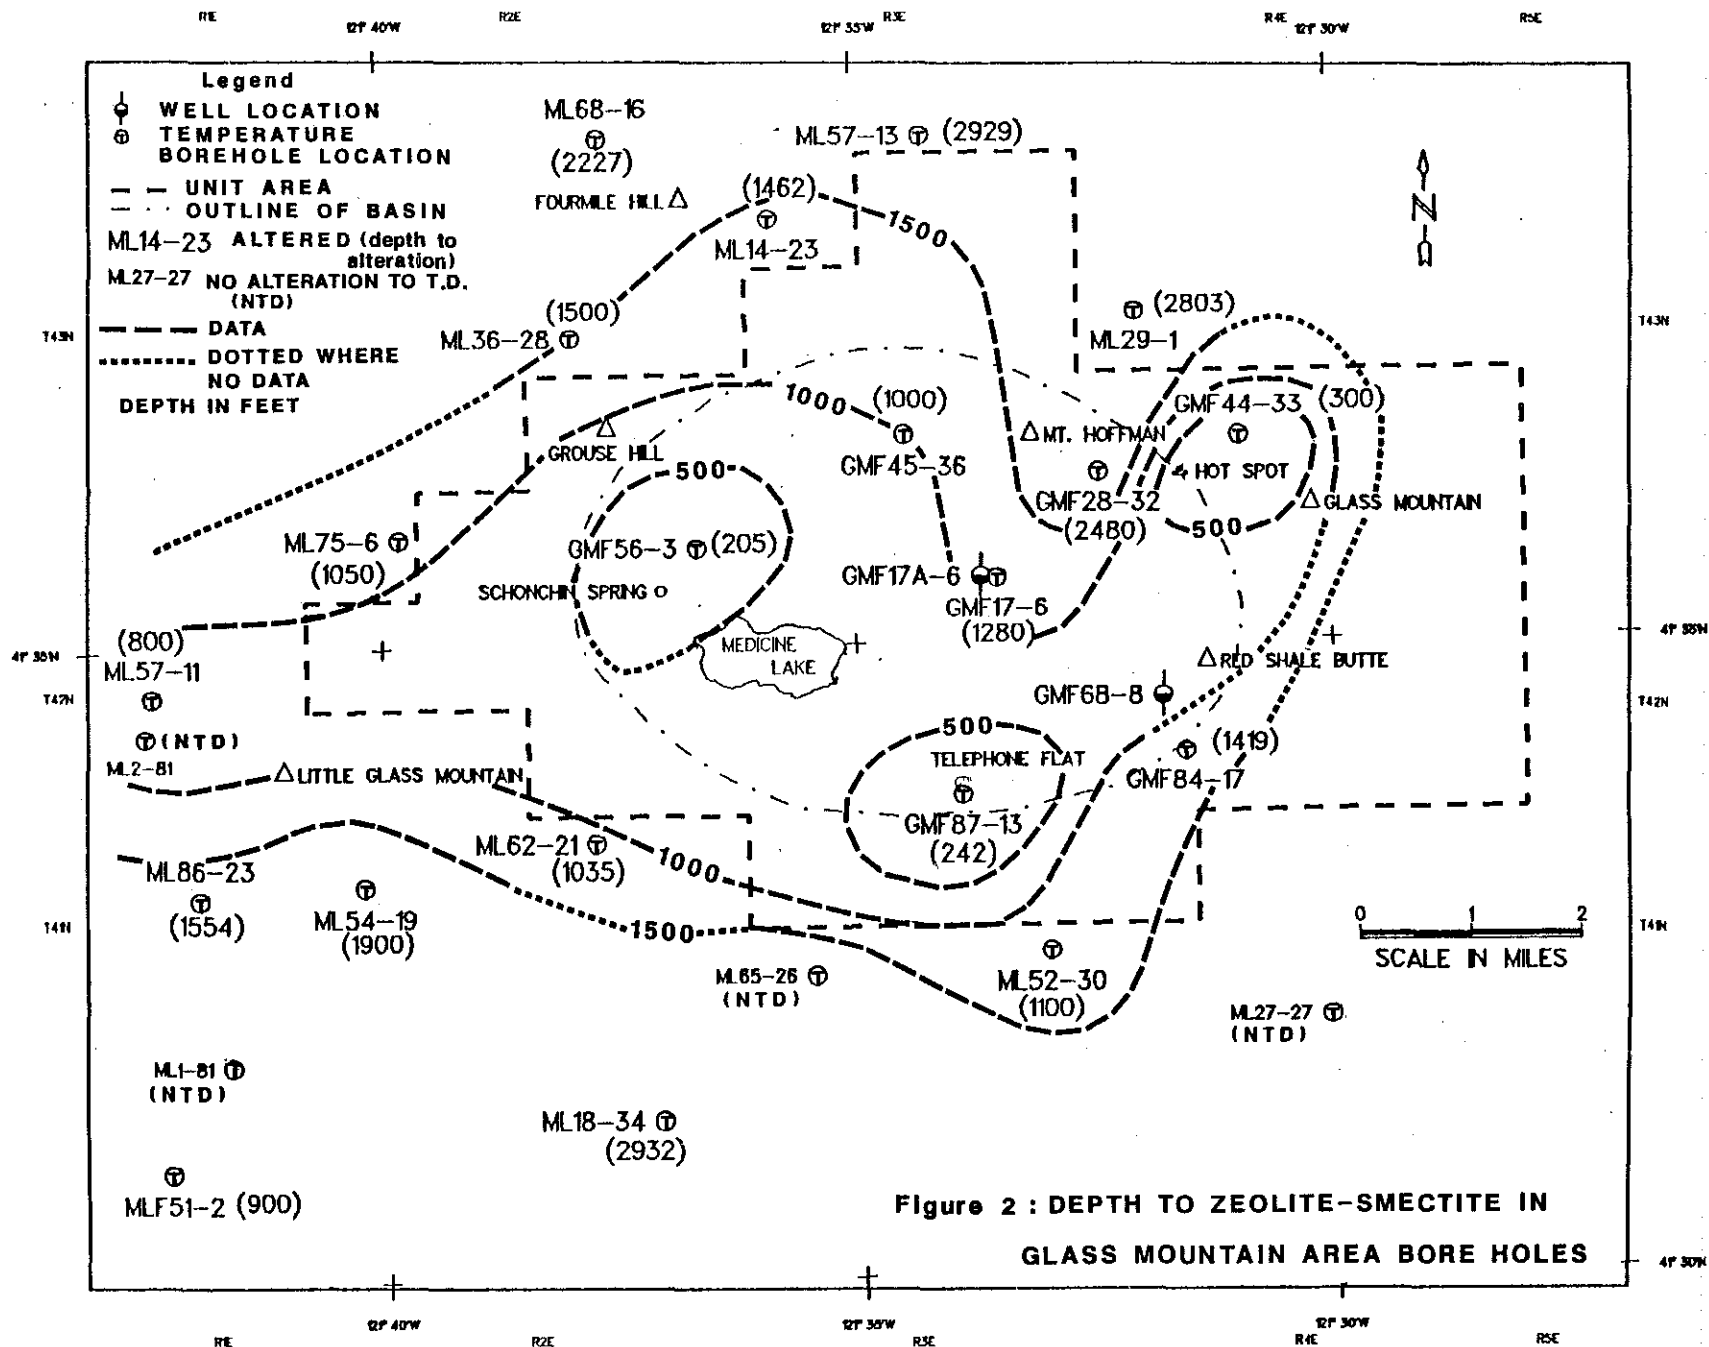 R1E R2E R3E R4E R5E
121° 40'W 121° 35'W 121° 30'W
Legend
WELL LOCATION
TEMPERATURE
BOREHOLE LOCATION
UNIT AREA
OUTLINE OF BASIN
ML14-23 ALTERED (depth to
alteration)
ML27-27 NO ALTERATION TO T.D.
(NTD)
DATA
DOTTED WHERE
NO DATA
DEPTH IN FEET
ML68-16
(2227)
ML57-13 (2929)
FOURMILE HILL
(1462)
ML14-23
1500
N
(1500)
ML36-28
(2803)
ML29-1
T43N
T43N
1000
(1000)
GMF45-36
GROUSE HILL
MT. HOFFMAN
GMF44-33 (300)
HOT SPOT
GMF28-32
(2480)
GLASS MOUNTAIN
500
500
ML75-6
(1050)
GMF56-3 (205)
SCHONCHIN SPRING
GMF17A-6
GMF17-6
(1280)
MEDICINE
LAKE
(800)
ML57-11
41° 35'N
41° 35'N
T42N
T42N
RED SHALE BUTTE
GMF68-8
(NTD)
ML2-81
LITTLE GLASS MOUNTAIN
500
TELEPHONE FLAT
(1419)
GMF84-17
GMF87-13
(242)
ML62-21
(1035)
1000
ML86-23
(1554)
ML54-19
(1900)
T41N
T41N
1500
0 1 2
SCALE IN MILES
ML65-26
(NTD)
ML52-30
(1100)
ML27-27
(NTD)
ML1-81
(NTD)
ML18-34
(2932)
MLF51-2 (900)
Figure 2 : DEPTH TO ZEOLITE-SMECTITE IN
GLASS MOUNTAIN AREA BORE HOLES
41° 30'N
121° 40'W 121° 35'W 121° 30'W
R1E R2E R3E R4E R5E